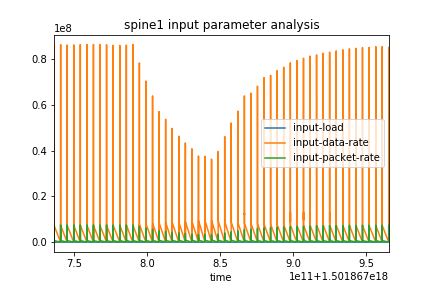 spine1 input parameter analysis
1e8
0.8
0.6
0.4
0.2
0.0
input-load
input-data-rate
input-packet-rate
7.5 8.0 8.5 9.0 9.5
time
1e11+1.501867e18